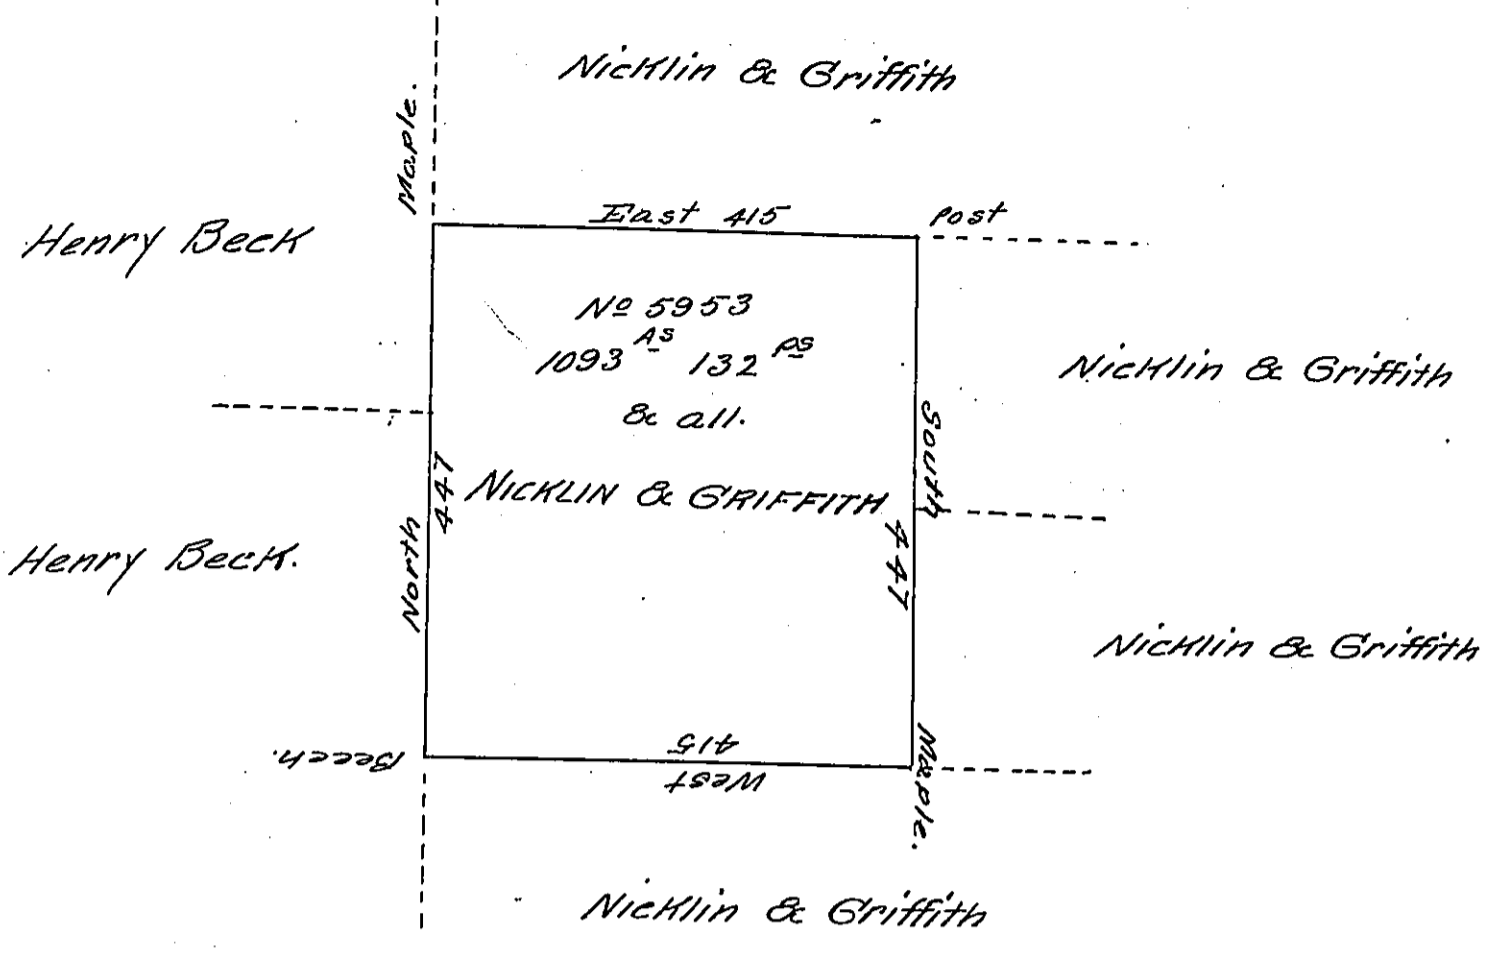 Nicklin & Griffith
Maple.
East 415
Post
Henry Beck
No 5953
1093 As 132 ps
& all.
Nicklin & Griffith
NICKLIN & GRIFFITH
North 447
South 447
Henry Beck.
Nicklin & Griffith
Beech.
West 415
Maple.
Nicklin & Griffith